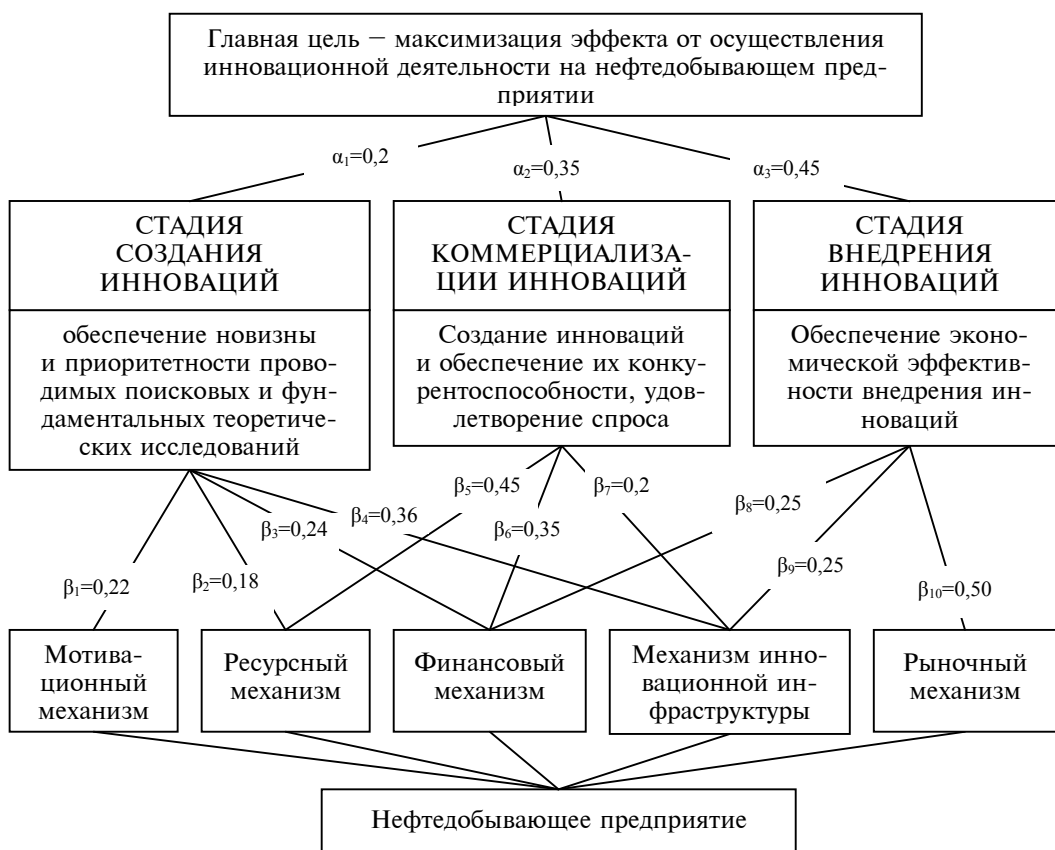 Главная цель − максимизация эффекта от осуществления
инновационной деятельности на нефтедобывающем пред-
приятии
α₁=0,2
α₂=0,35
α₃=0,45
СТАДИЯ
СОЗДАНИЯ
ИННОВАЦИЙ
обеспечение новизны
и приоритетности прово-
димых поисковых и фун-
даментальных теоретиче-
ских исследований
СТАДИЯ
КОММЕРЦИАЛИЗА-
ЦИИ ИННОВАЦИЙ
Создание инноваций
и обеспечение их конку-
рентоспособности, удов-
летворение спроса
СТАДИЯ
ВНЕДРЕНИЯ
ИННОВАЦИЙ
Обеспечение эконо-
мической эффектив-
ности внедрения ин-
новаций
β₁=0,22
β₂=0,18
β₃=0,24
β₄=0,36
β₅=0,45
β₆=0,35
β₇=0,2
β₈=0,25
β₉=0,25
β₁₀=0,50
Мотива-
ционный
механизм
Ресурсный
механизм
Финансовый
механизм
Механизм инно-
вационной ин-
фраструктуры
Рыночный
механизм
Нефтедобывающее предприятие